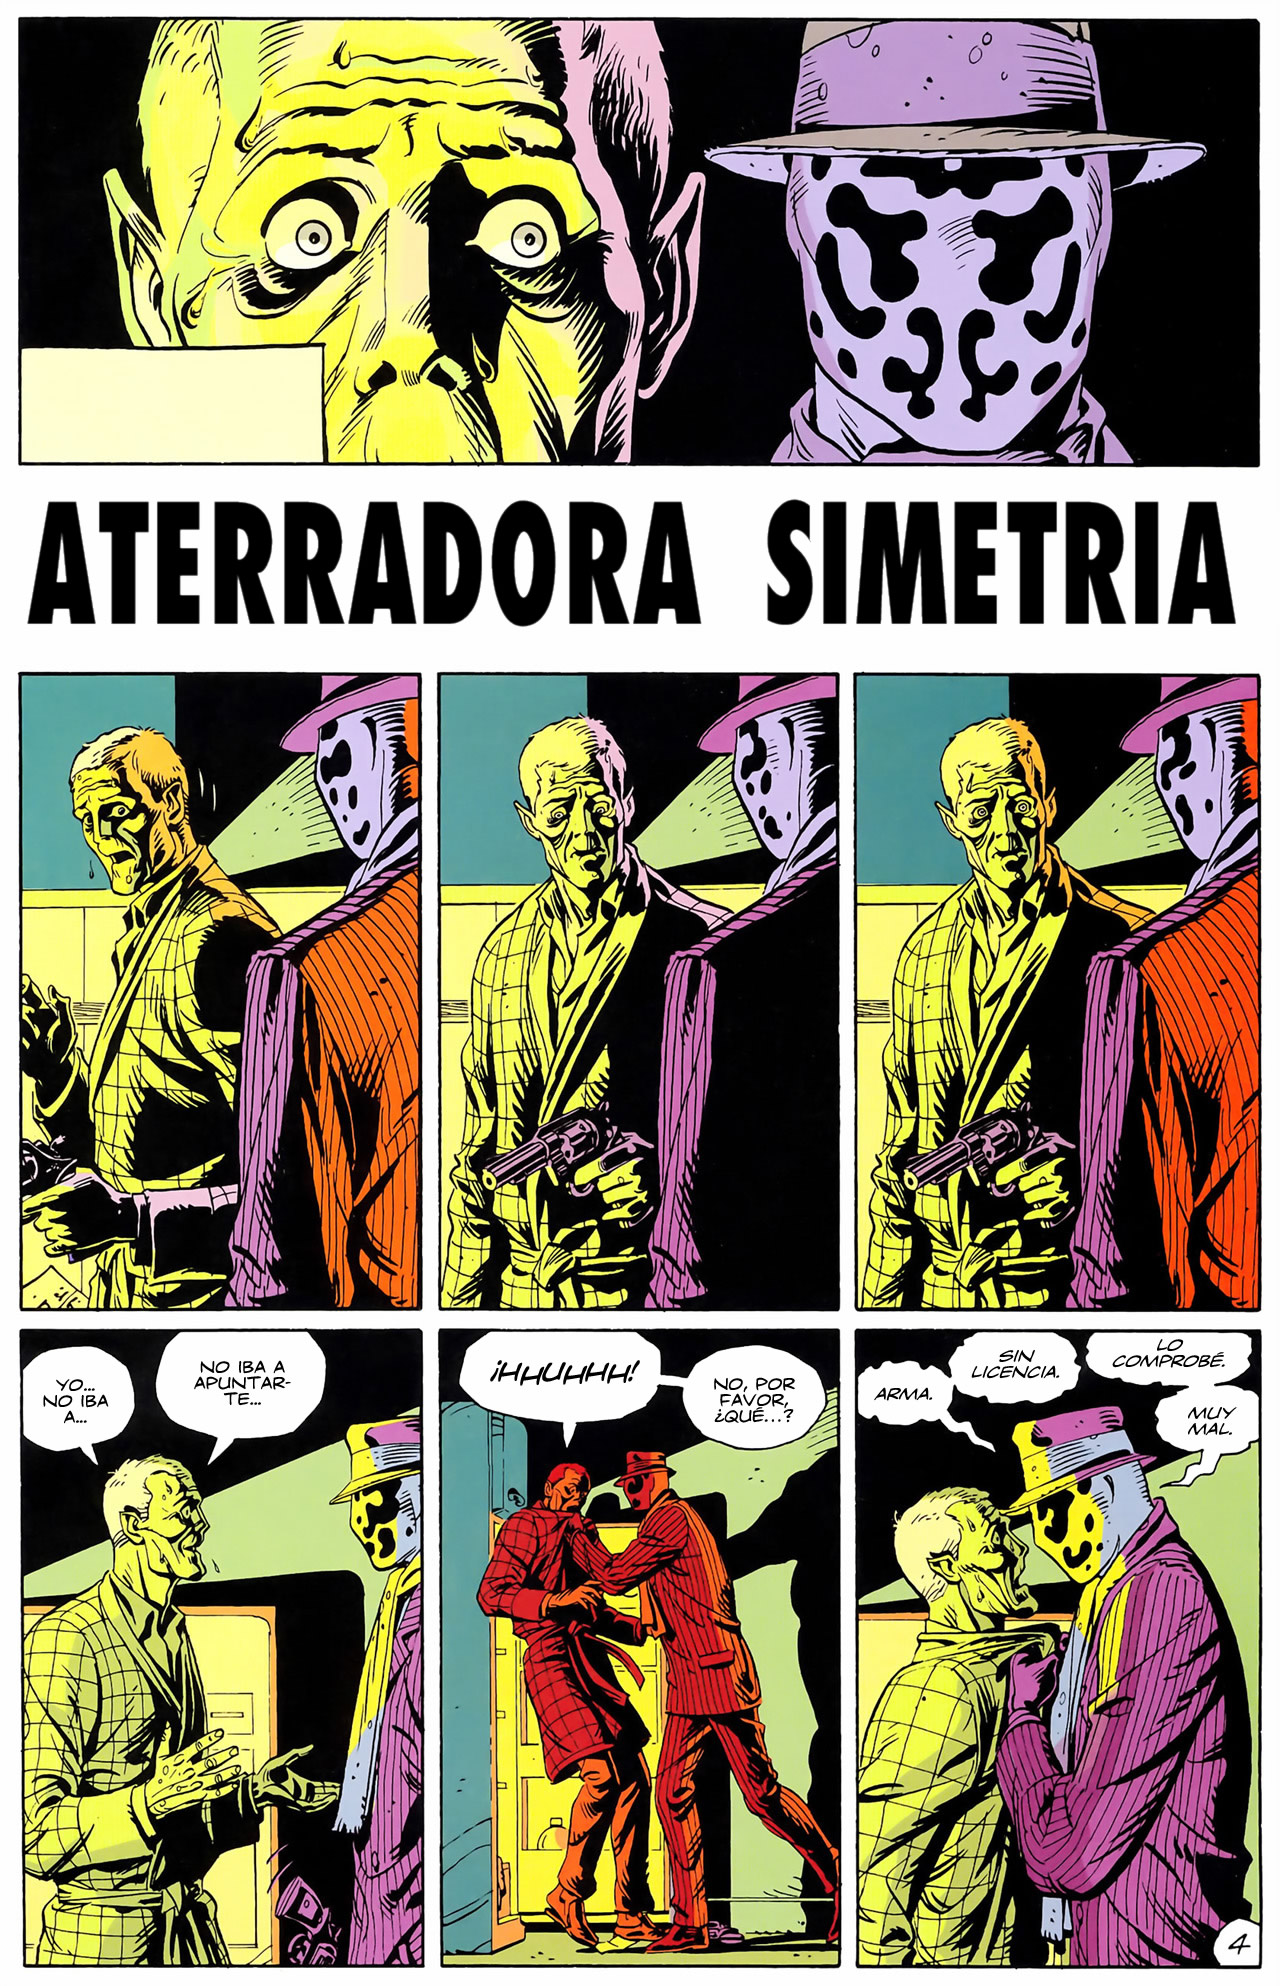 ATERRADORA SIMETRIA
YO...
NO IBA
A...
NO IBA A
APUNTAR-
TE...
¡HHUHHH!
NO, POR
FAVOR,
¿QUÉ...?
ARMA.
SIN
LICENCIA.
LO
COMPROBÉ.
MUY
MAL.
4